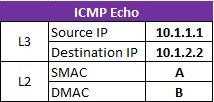 ICMP Echo
L3 Source IP 10.1.1.1
Destination IP 10.1.2.2
L2 SMAC A
DMAC B